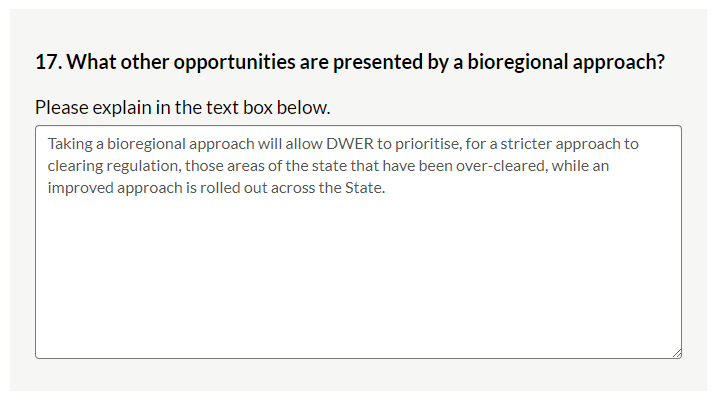 17. What other opportunities are presented by a bioregional approach?
Please explain in the text box below.
Taking a bioregional approach will allow DWER to prioritise, for a stricter approach to
clearing regulation, those areas of the state that have been over-cleared, while an
improved approach is rolled out across the State.